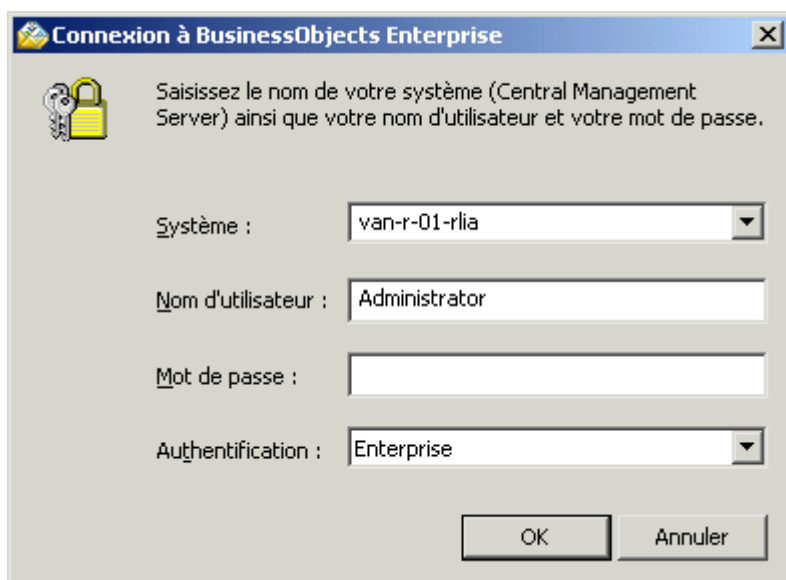 Connexion à BusinessObjects Enterprise
Saisissez le nom de votre système (Central Management
Server) ainsi que votre nom d'utilisateur et votre mot de passe.
Système : van-r-01-rlia
Nom d'utilisateur : Administrator
Mot de passe :
Authentification : Enterprise
OK Annuler